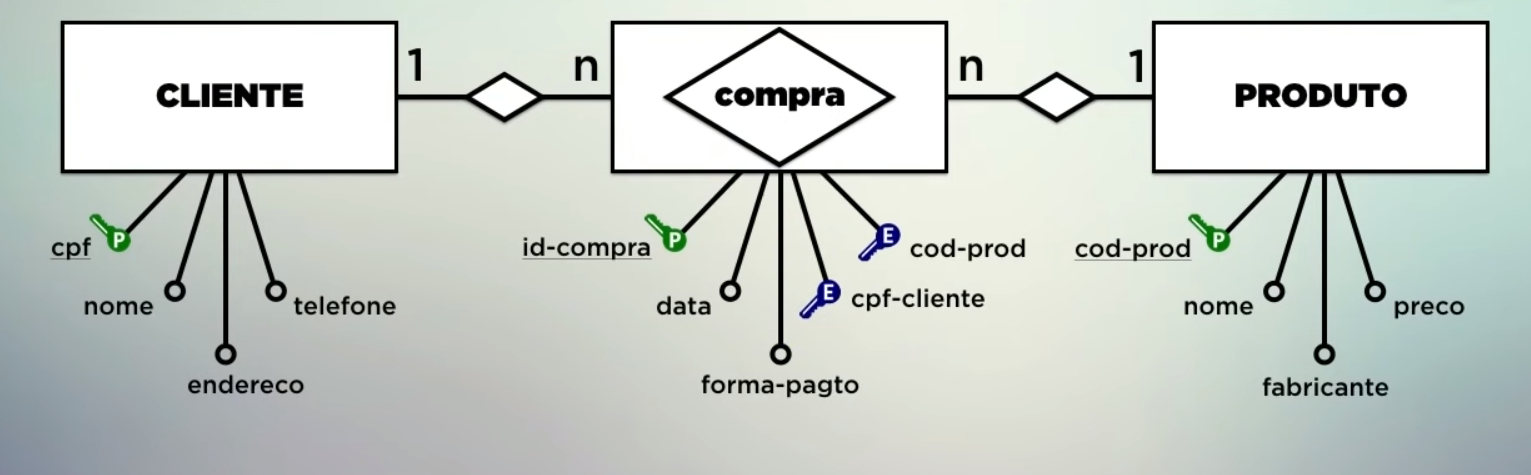 CLIENTE
1
n
compra
n
1
PRODUTO
P
cpf
nome
endereco
telefone
P
id-compra
data
forma-pagto
E
cpf-cliente
E
cod-prod
P
cod-prod
nome
fabricante
preco